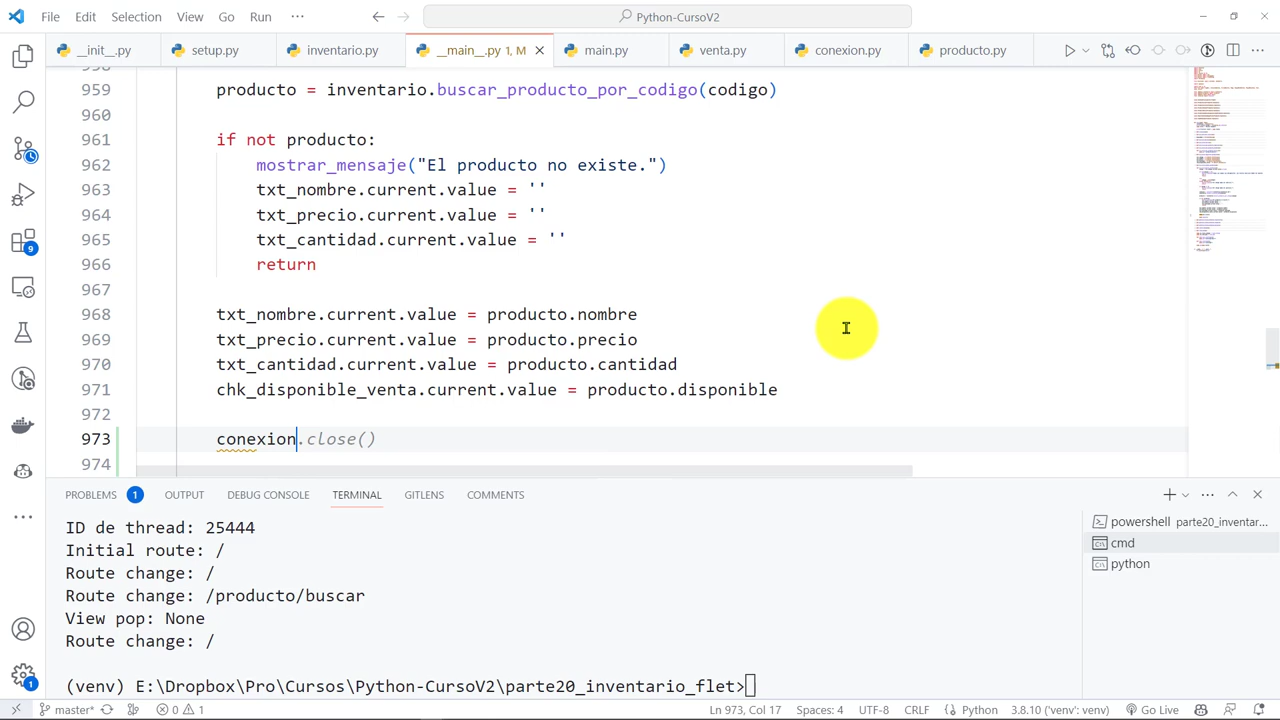 File Edit Selection View Go Run ··· Python-CursoV2
__init__.py setup.py inventario.py __main__.py 1, M main.py venta.py conexion.py producto.py
959 producto = inventario.buscar_producto_por_codigo(codi
960
961 if not producto:
962 mostrar_mensaje("El producto no existe.")
963 txt_nombre.current.value = ''
964 txt_precio.current.value = ''
965 txt_cantidad.current.value = ''
966 return
967
968 txt_nombre.current.value = producto.nombre
969 txt_precio.current.value = producto.precio
970 txt_cantidad.current.value = producto.cantidad
971 chk_disponible_venta.current.value = producto.disponible
972
973 conexion.close()
974
PROBLEMS 1 OUTPUT DEBUG CONSOLE TERMINAL GITLENS COMMENTS
ID de thread: 25444
Initial route: /
Route change: /
Route change: /producto/buscar
View pop: None
Route change: /
(venv) E:\Dropbox\Pro\Cursos\Python-CursoV2\parte20_inventario_flet>
powershell parte20_inventar...
cmd
python
9
1
master* 0 1 Ln 973, Col 17 Spaces: 4 UTF-8 CRLF Python 3.8.10 ('venv': venv) Go Live